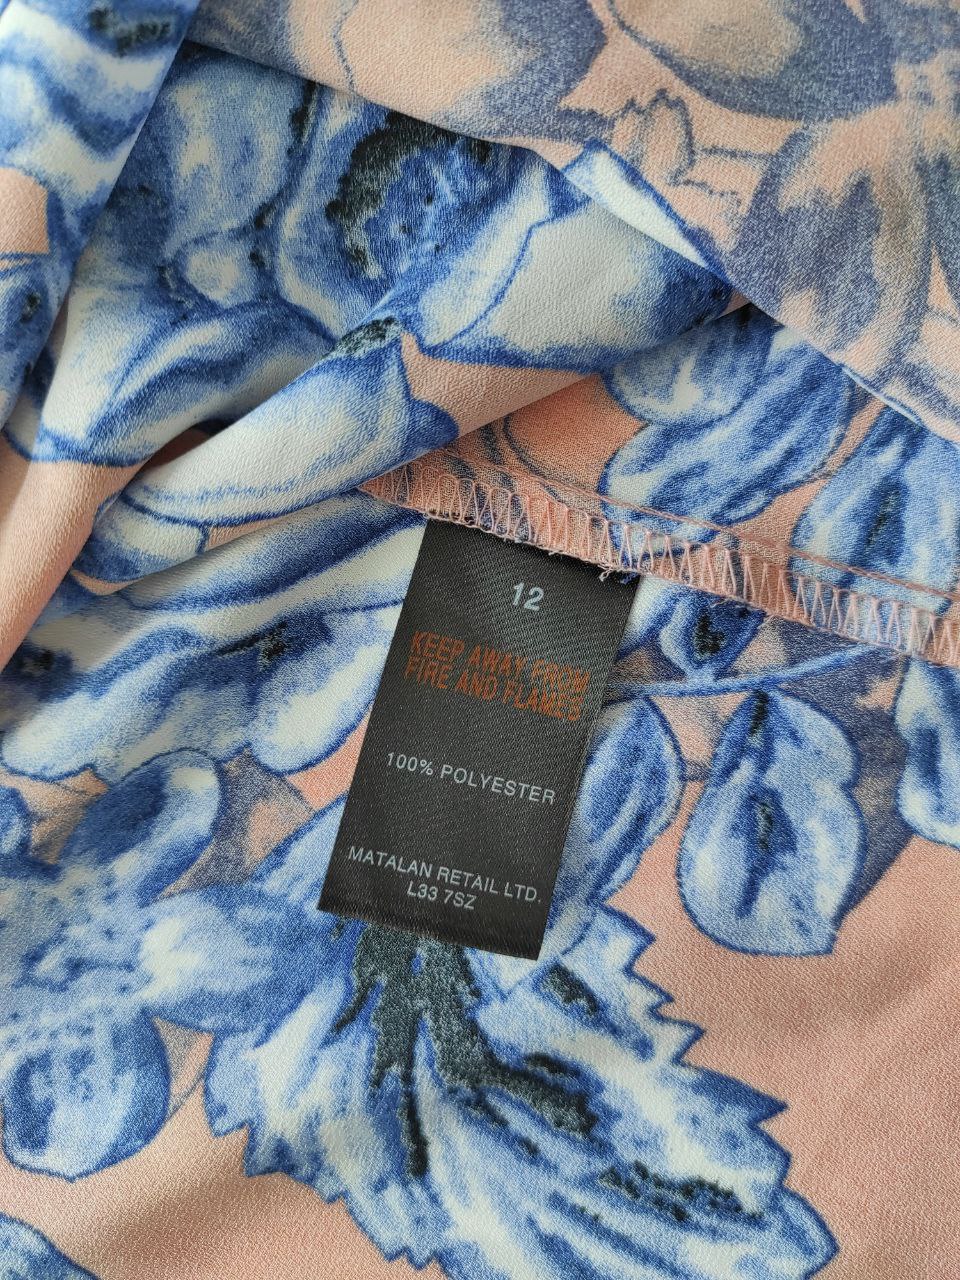 12
KEEP AWAY FROM
FIRE AND FLAMES
100% POLYESTER
MATALAN RETAIL LTD.
L33 7SZ